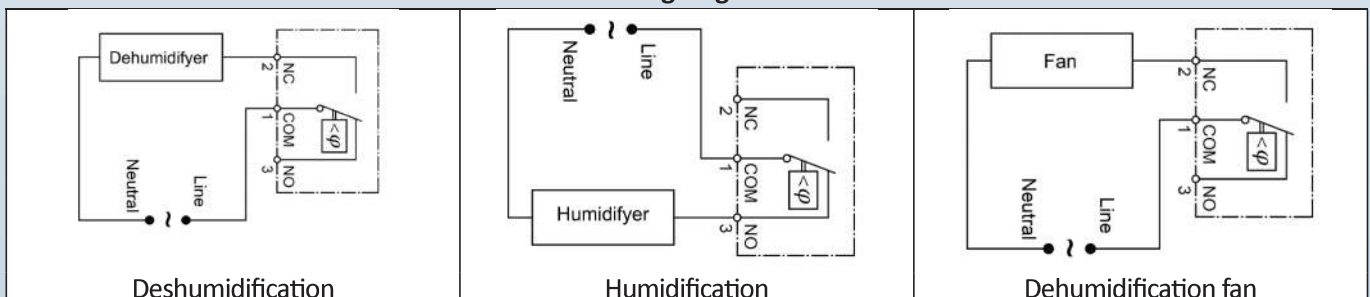 Dehumidifyer
2
NC
1
COM
<φ
3
NO
Neutral
Line
Deshumidification
Neutral
Line
2
NC
1
COM
<φ
Humidifyer
3
NO
Humidification
Fan
2
NC
1
COM
<φ
3
NO
Neutral
Line
Dehumidification fan